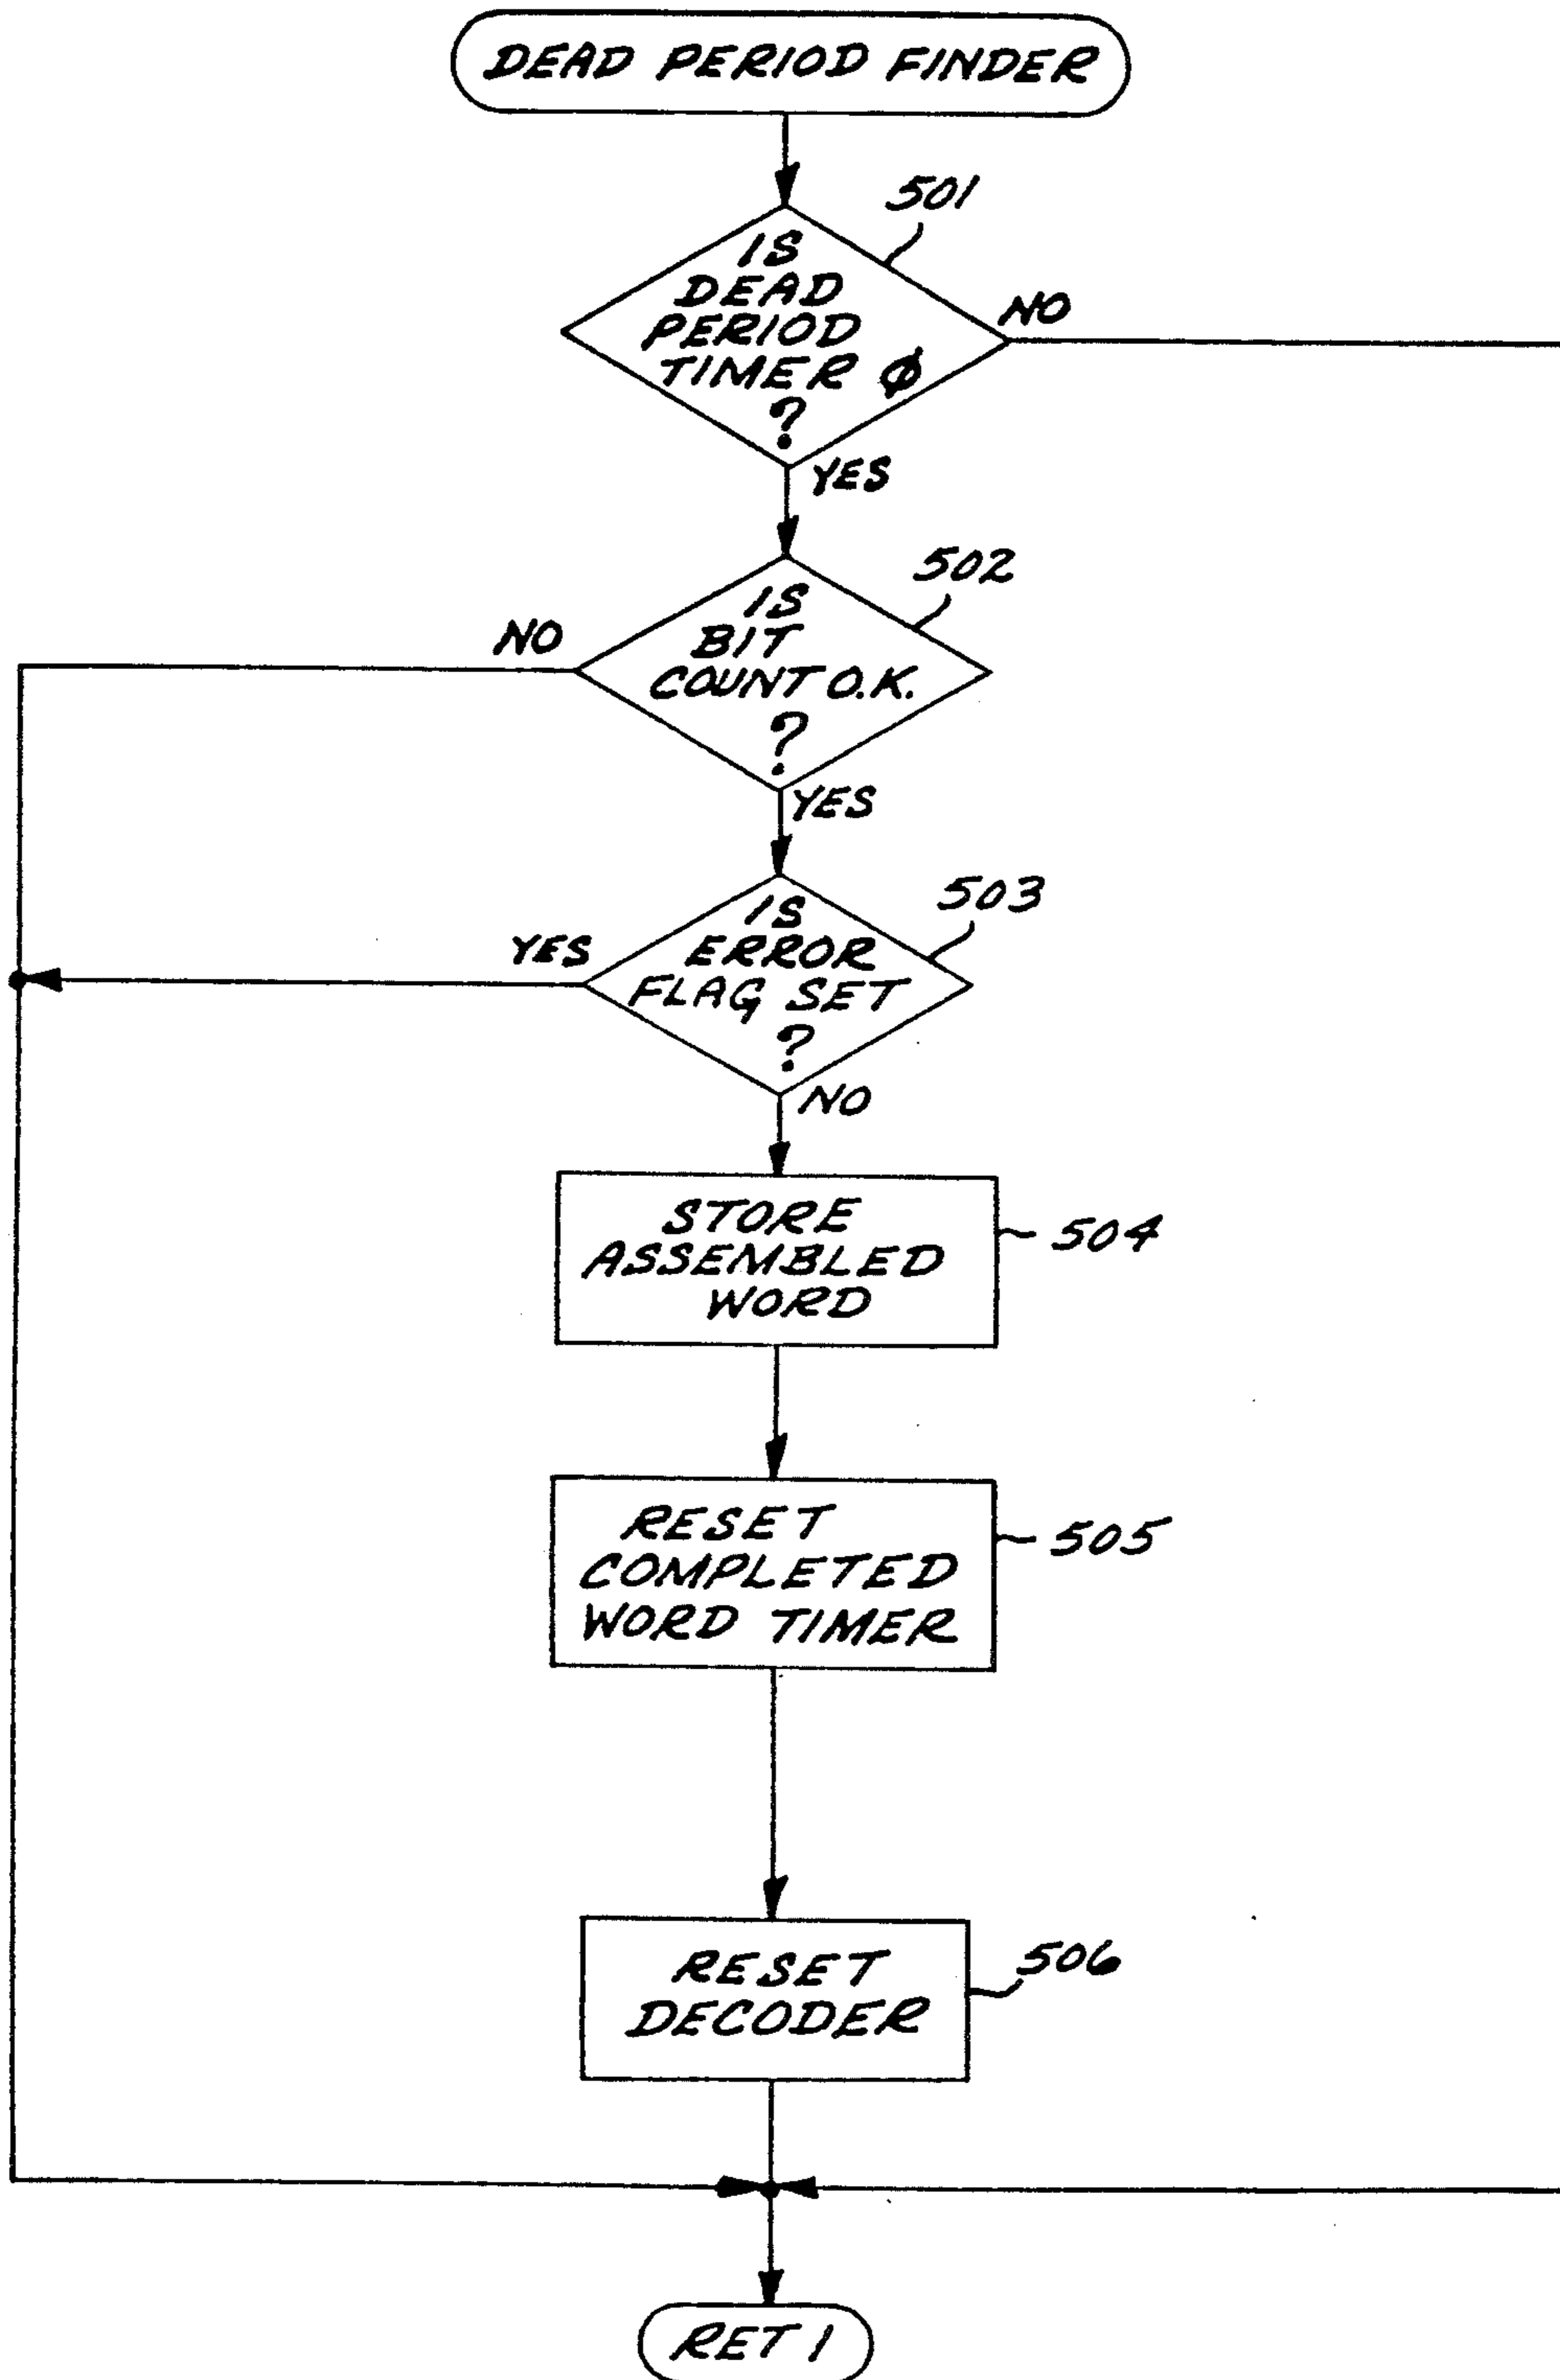 DEAD PERIOD FINDER
501
IS
DEAD
PERIOD
TIMER φ
?
NO
YES
502
IS
BIT
COUNT O.K.
?
NO
YES
503
IS
ERROR
FLAG SET
?
YES
NO
STORE
ASSEMBLED
WORD
504
RESET
COMPLETED
WORD TIMER
505
RESET
DECODER
506
RET 1